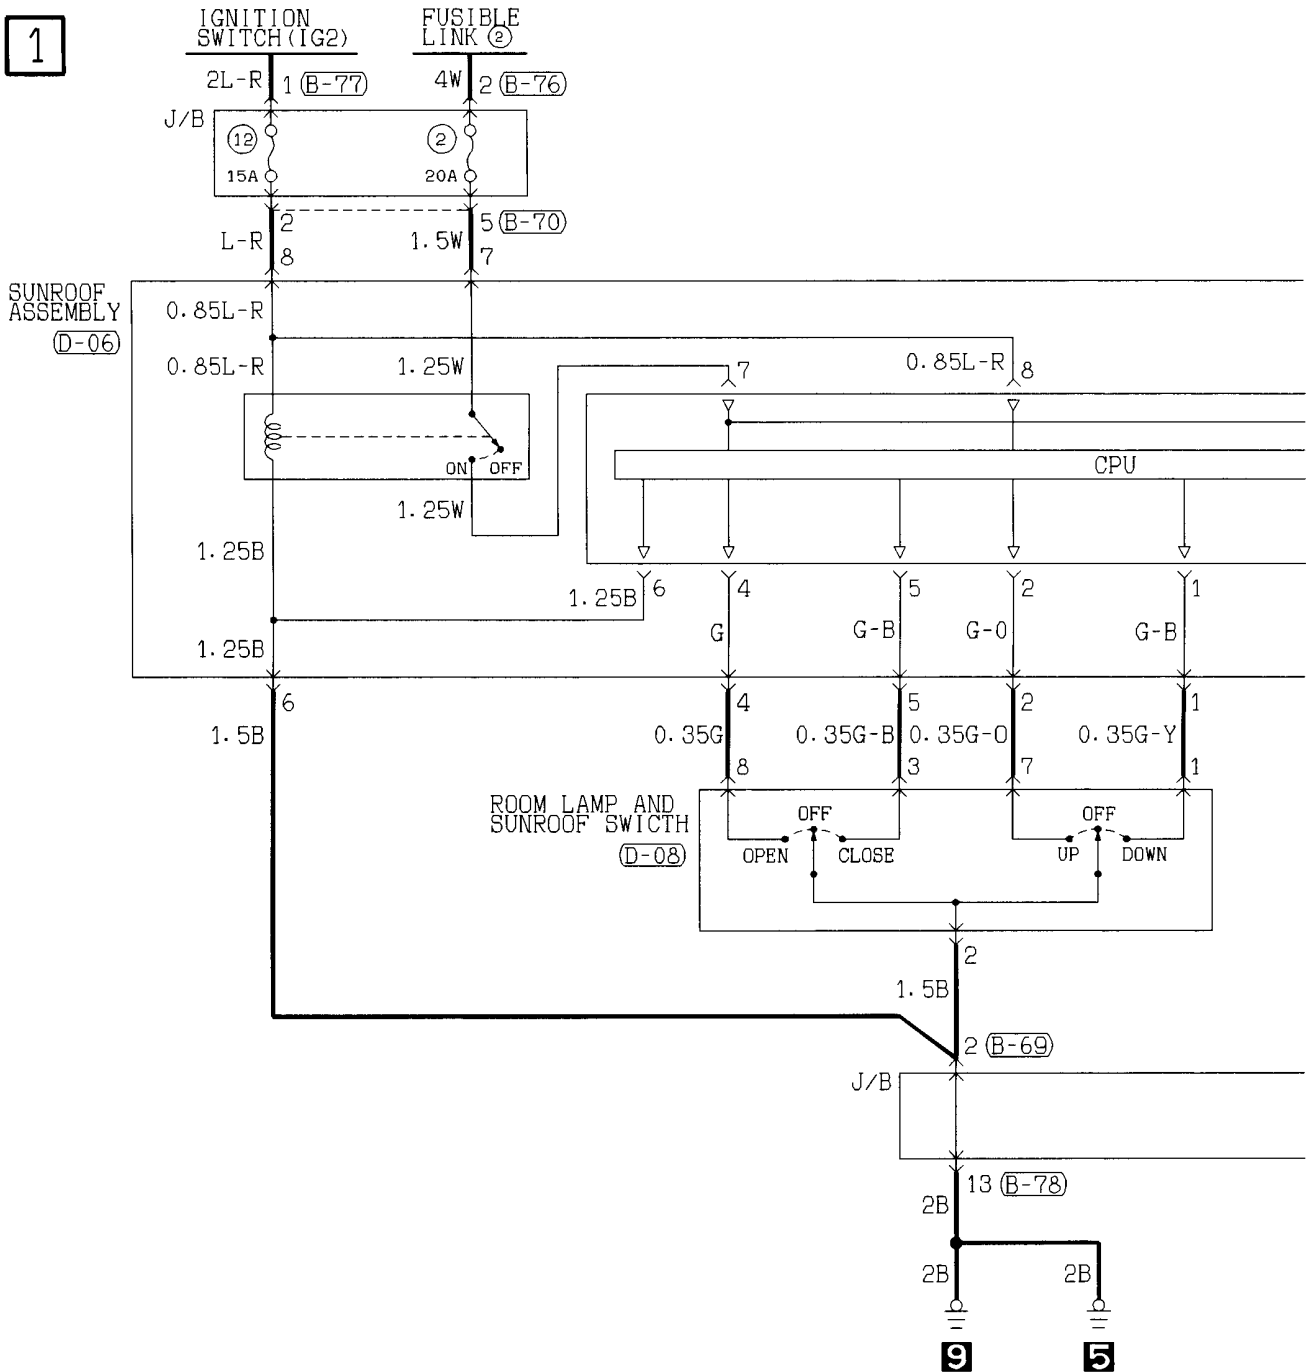 1
IGNITION SWITCH(IG2)
FUSIBLE LINK ②
2L-R 1 (B-77)
4W 2 (B-76)
J/B
12
2
15A
20A
2
5 (B-70)
L-R
1.5W
8
7
SUNROOF ASSEMBLY
(D-06)
0.85L-R
0.85L-R
1.25W
7
0.85L-R 8
ON OFF
CPU
1.25W
1.25B
1.25B 6
4
5
2
1
G
G-B
G-O
G-B
1.25B
6
4
5
2
1
1.5B
0.35G
0.35G-B
0.35G-O
0.35G-Y
8
3
7
1
ROOM LAMP AND SUNROOF SWICTH
(D-08)
OFF
OFF
OPEN
CLOSE
UP
DOWN
2
1.5B
2 (B-69)
J/B
13 (B-78)
2B
2B
2B
9
5